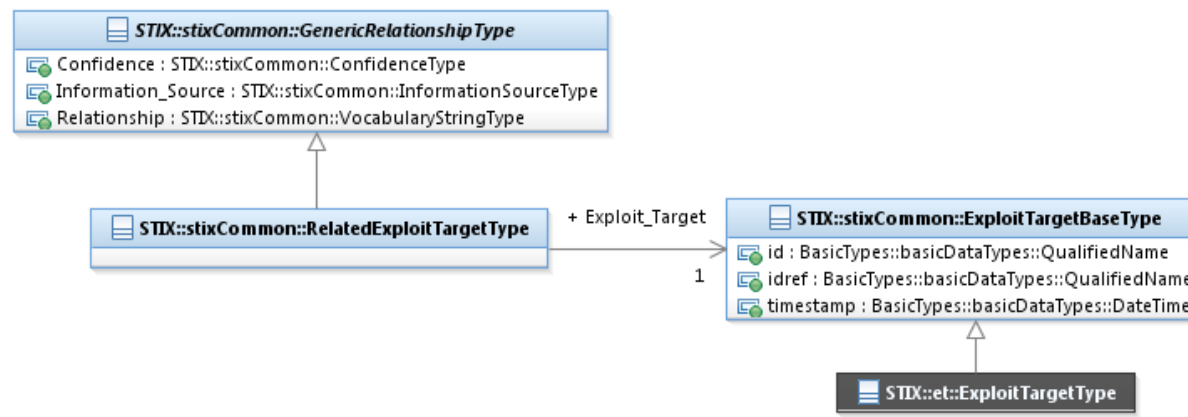 STIX::stixCommon::GenericRelationshipType
Confidence : STIX::stixCommon::ConfidenceType
Information_Source : STIX::stixCommon::InformationSourceType
Relationship : STIX::stixCommon::VocabularyStringType
STIX::stixCommon::RelatedExploitTargetType
+ Exploit_Target
1
STIX::stixCommon::ExploitTargetBaseType
id : BasicTypes::basicDataTypes::QualifiedName
idref : BasicTypes::basicDataTypes::QualifiedName
timestamp : BasicTypes::basicDataTypes::DateTime
STIX::et::ExploitTargetType